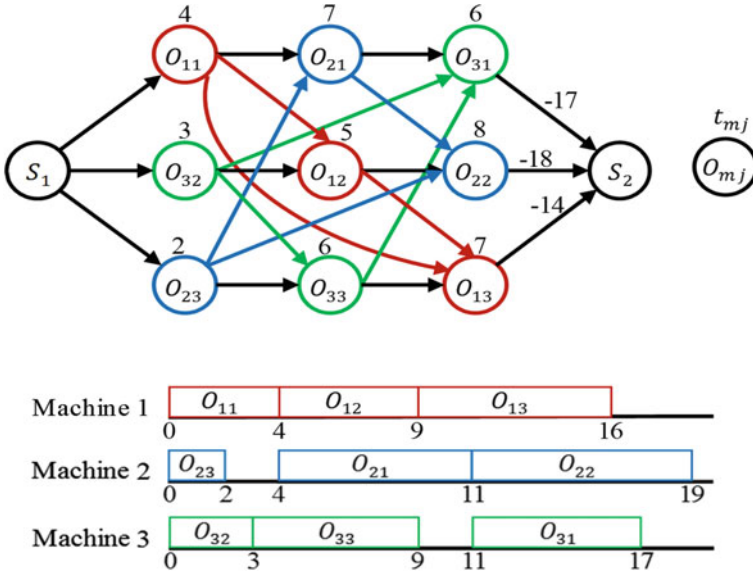 4 7 6
O₁₁ O₂₁ O₃₁
-17
t_mj
3 5 8
S₁ O₃₂ O₁₂ O₂₂ -18 S₂ O_mj
-14
2 6 7
O₂₃ O₃₃ O₁₃
Machine 1 O₁₁ O₁₂ O₁₃
0 4 9 16
Machine 2 O₂₃ O₂₁ O₂₂
0 2 4 11 19
Machine 3 O₃₂ O₃₃ O₃₁
0 3 9 11 17